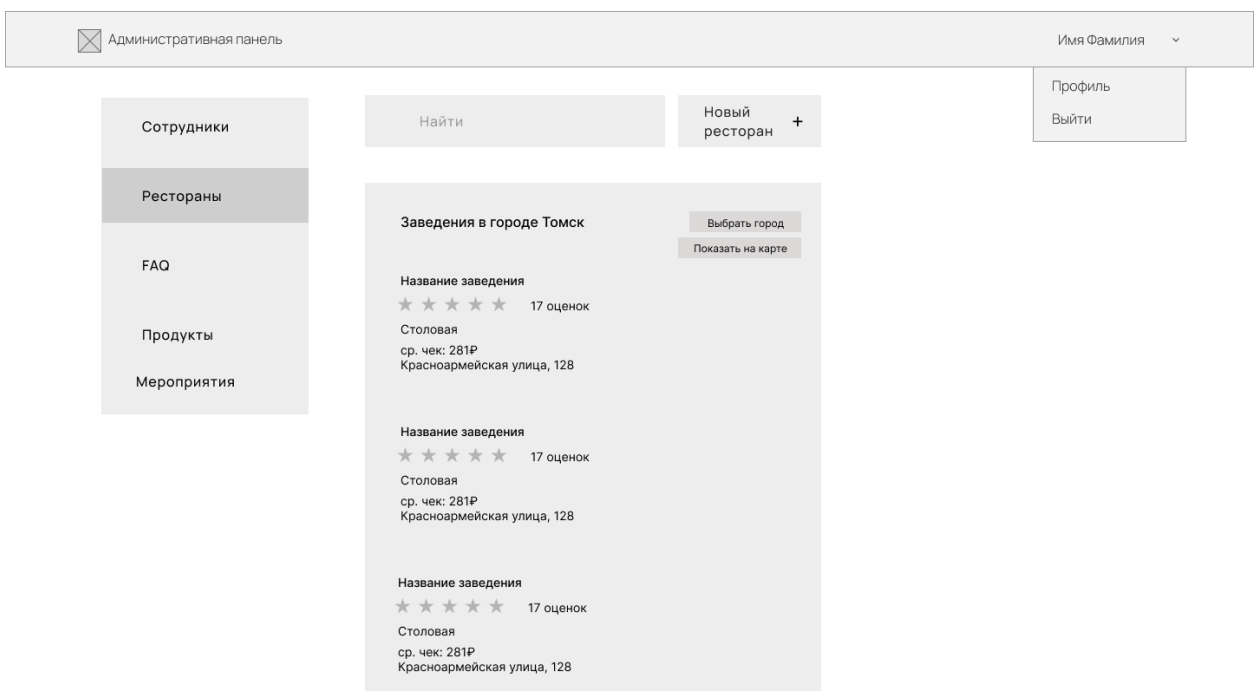 Административная панель
Имя Фамилия
Профиль
Выйти
Сотрудники
Рестораны
FAQ
Продукты
Мероприятия
Найти
Новый
ресторан +
Заведения в городе Томск
Выбрать город
Показать на карте
Название заведения
17 оценок
Столовая
ср. чек: 281₽
Красноармейская улица, 128
Название заведения
17 оценок
Столовая
ср. чек: 281₽
Красноармейская улица, 128
Название заведения
17 оценок
Столовая
ср. чек: 281₽
Красноармейская улица, 128